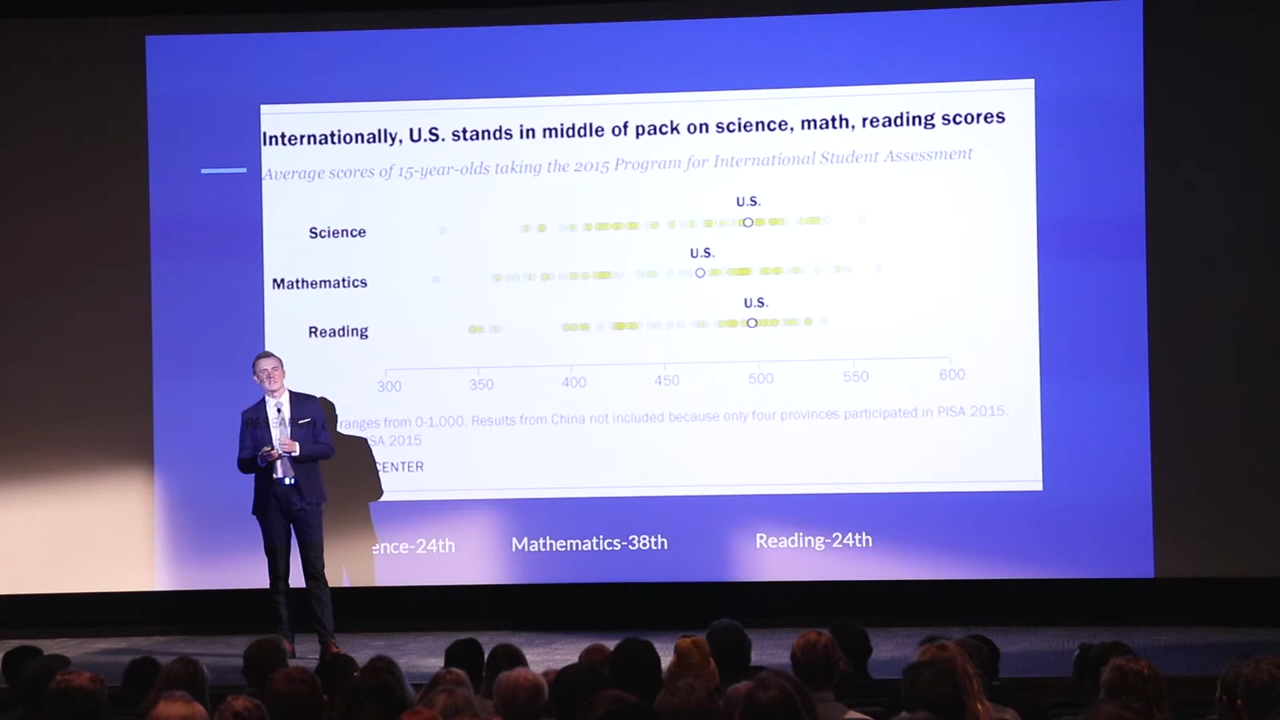 Internationally, U.S. stands in middle of pack on science, math, reading scores
Average scores of 15-year-olds taking the 2015 Program for International Student Assessment
U.S.
Science
U.S.
Mathematics
U.S.
Reading
300 350 400 450 500 550 600
ranges from 0-1,000. Results from China not included because only four provinces participated in PISA 2015.
ISA 2015
CENTER
ence-24th Mathematics-38th Reading-24th